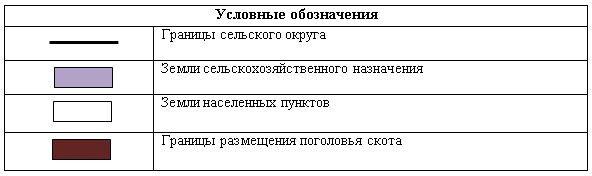 Условные обозначения
Границы сельского округа
Земли сельскохозяйственного назначения
Земли населенных пунктов
Границы размещения поголовья скота